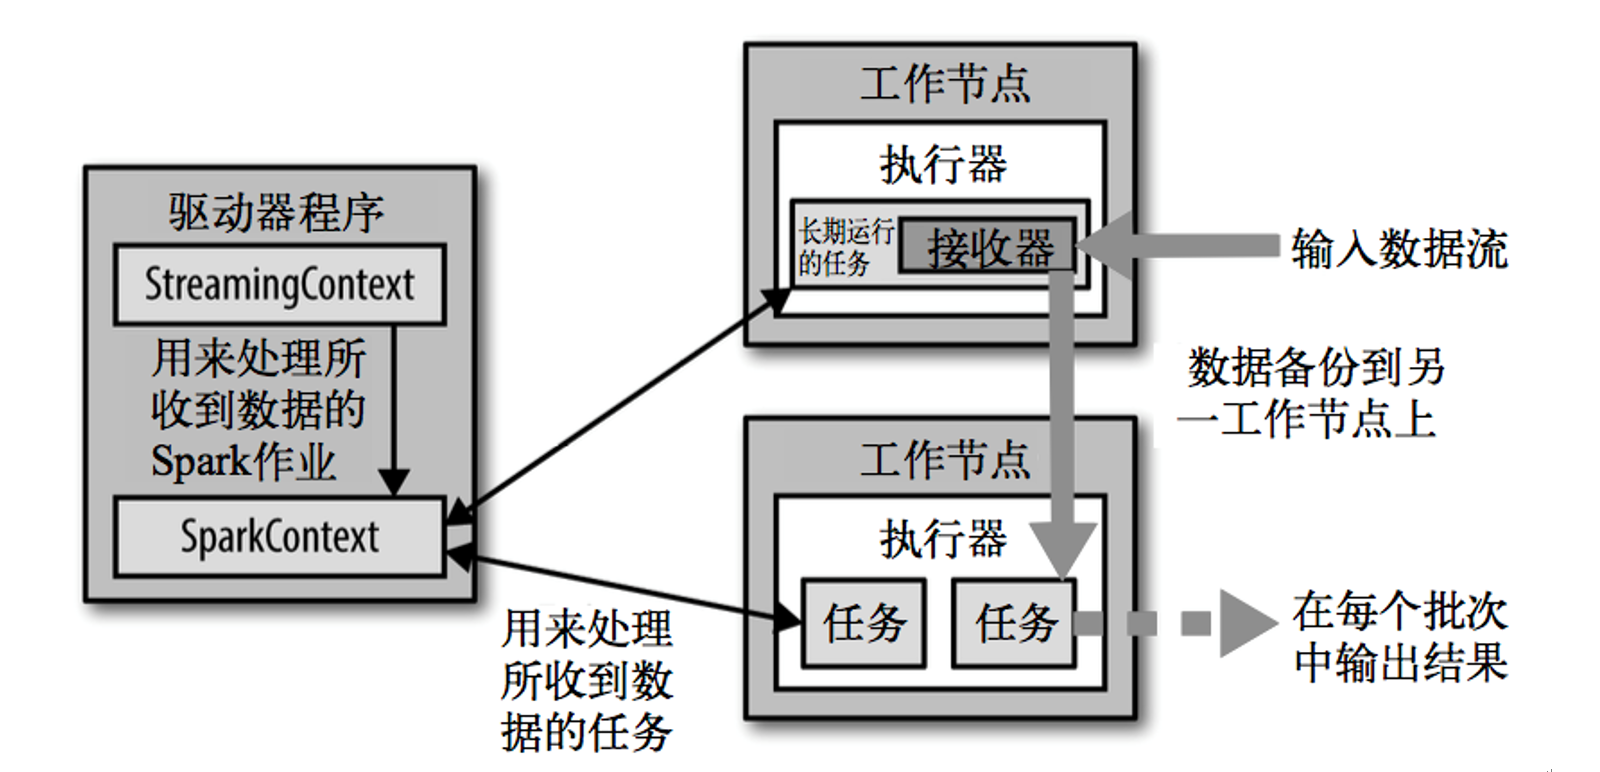 驱动器程序
StreamingContext
用来处理所
收到数据的
Spark作业
SparkContext
用来处理
所收到数
据的任务
工作节点
执行器
长期运行
的任务
接收器
输入数据流
数据备份到另
一工作节点上
工作节点
执行器
任务
任务
在每个批次
中输出结果